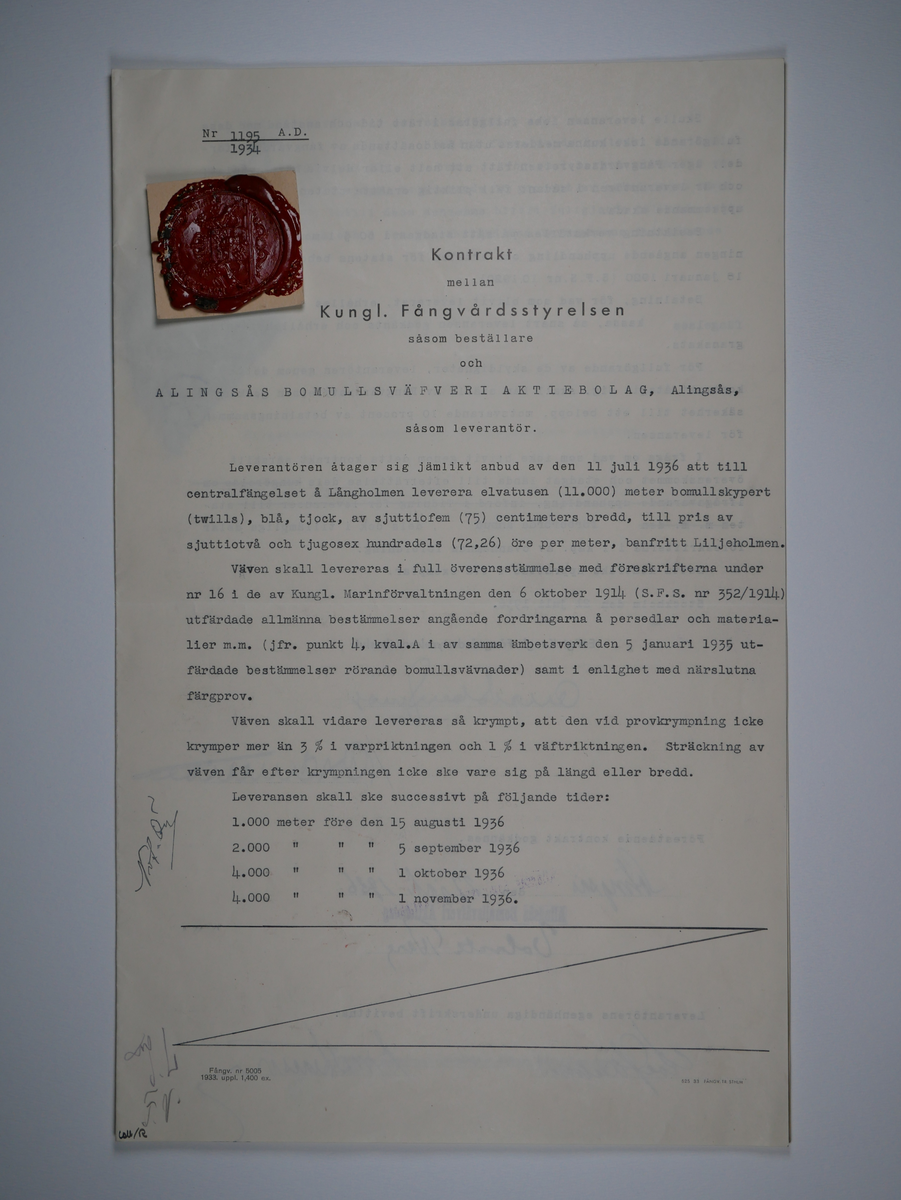 Nr 1195 A.D.
1934
Kontrakt
mellan
Kungl. Fångvårdsstyrelsen
såsom beställare
och
ALINGSÅS BOMULLSVÄFVERI AKTIEBOLAG, Alingsås,
såsom leverantör.
Leverantören åtager sig jämlikt anbud av den 11 juli 1936 att till
centralfängelset å Långholmen leverera elvatusen (11.000) meter bomullskypert
(twills), blå, tjock, av sjuttiofem (75) centimeters bredd, till pris av
sjuttiotvå och tjugosex hundradels (72,26) öre per meter, banfritt Liljeholmen.
Väven skall levereras i full överensstämmelse med föreskrifterna under
nr 16 i de av Kungl. Marinförvaltningen den 6 oktober 1914 (S.F.S. nr 352/1914)
utfärdade allmänna bestämmelser angående fordringarna å persedlar och materia-
lier m.m. (jfr. punkt 4, kval.A i av samma ämbetsverk den 5 januari 1935 ut-
färdade bestämmelser rörande bomullsvävnader) samt i enlighet med närslutna
färgprov.
Väven skall vidare levereras så krympt, att den vid provkrympning icke
krymper mer än 3 % i varpriktningen och 1 % i väftriktningen. Sträckning av
väven får efter krympningen icke ske vare sig på längd eller bredd.
Leveransen skall ske successivt på följande tider:
1.000 meter före den 15 augusti 1936
2.000 " " " 5 september 1936
4.000 " " " 1 oktober 1936
4.000 " " " 1 november 1936.
Fångv. nr 5005
1933. uppl. 1,400 ex.